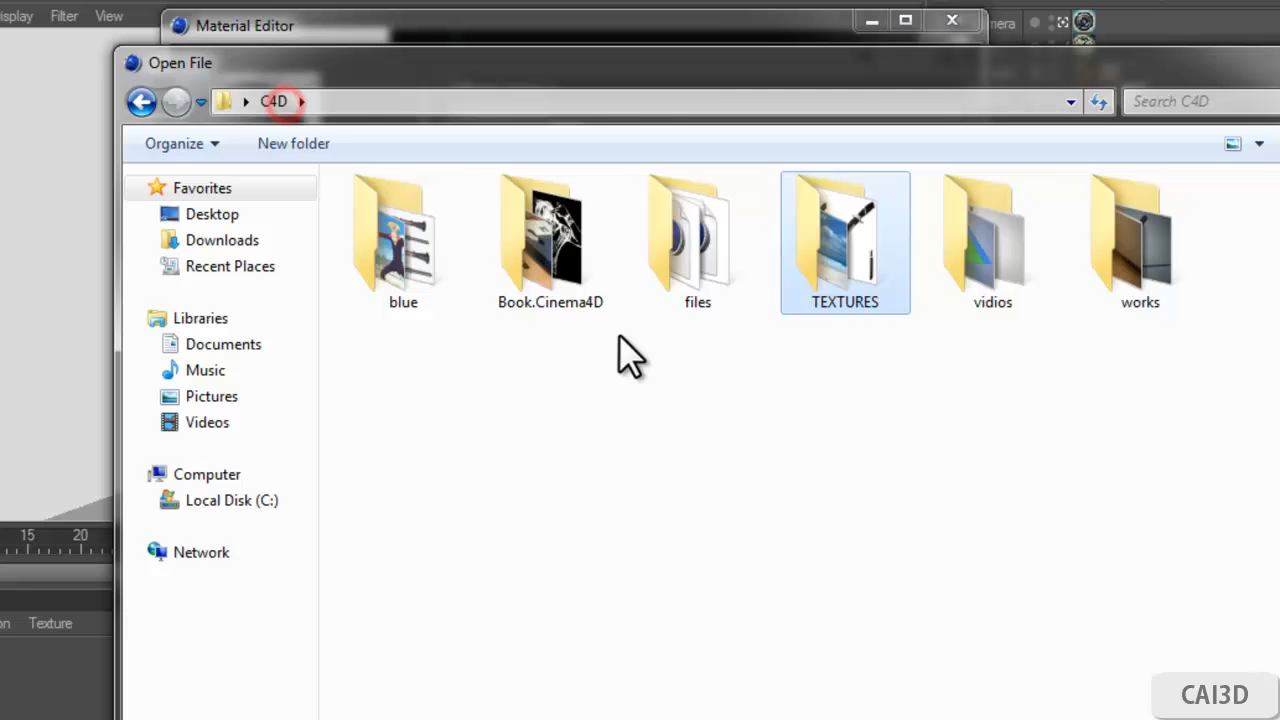 isplay Filter View
Material Editor
mera
Open File
C4D
Search C4D
Organize
New folder
Favorites
Desktop
Downloads
Recent Places
Libraries
Documents
Music
Pictures
Videos
Computer
Local Disk (C:)
Network
blue
Book.Cinema4D
files
TEXTURES
vidios
works
15 20
on Texture
CAI3D